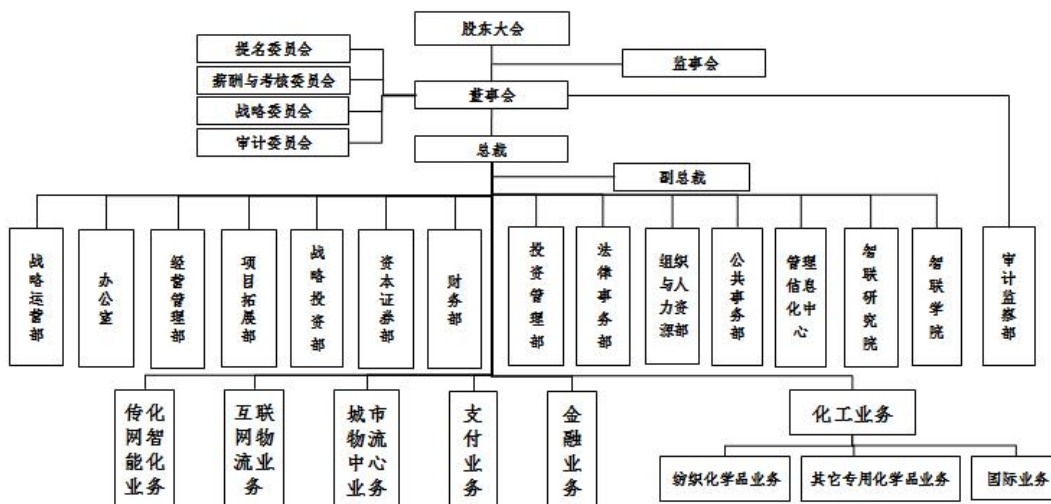 股东大会
提名委员会
监事会
薪酬与考核委员会
董事会
战略委员会
审计委员会
总裁
副总裁
战略运营部
办公室
经营管理部
项目拓展部
战略投资部
资本证券部
财务部
投资管理部
法律事务部
组织与人力资源部
公共事务部
管理信息化中心
智联研究院
智联学院
审计监察部
传化网智能化业务
互联网物流业务
城市物流中心业务
支付业务
金融业务
化工业务
纺织化学品业务
其它专用化学品业务
国际业务